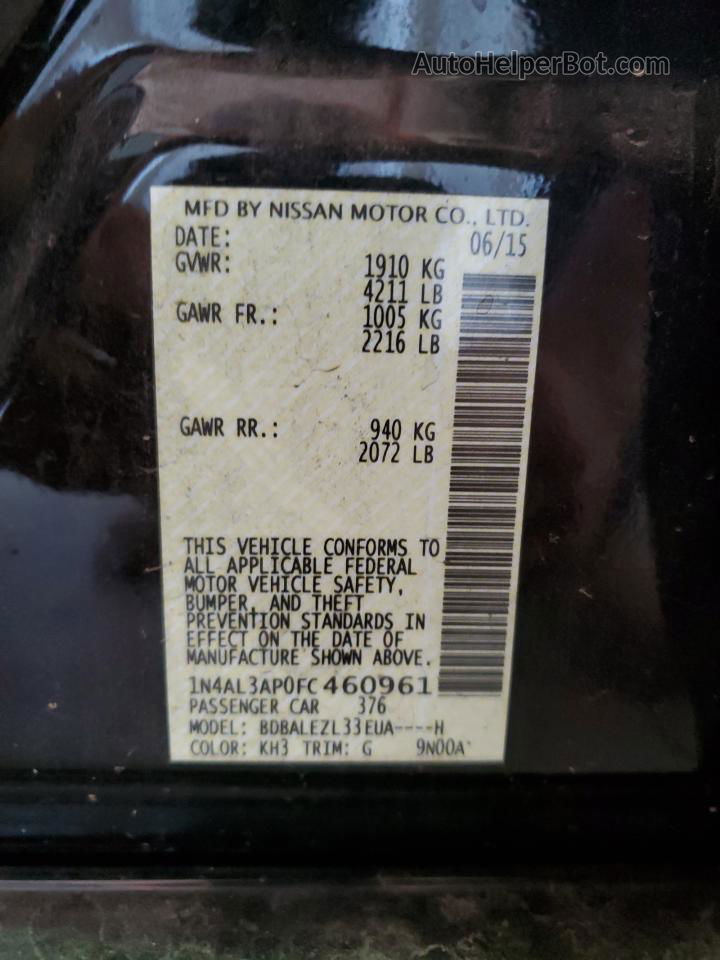 AutoHelperBot.com
MFD BY NISSAN MOTOR CO., LTD.
DATE: 06/15
GVWR: 1910 KG
4211 LB
GAWR FR.: 1005 KG
2216 LB
GAWR RR.: 940 KG
2072 LB
THIS VEHICLE CONFORMS TO
ALL APPLICABLE FEDERAL
MOTOR VEHICLE SAFETY,
BUMPER, AND THEFT
PREVENTION STANDARDS IN
EFFECT ON THE DATE OF
MANUFACTURE SHOWN ABOVE.
1N4AL3AP0FC460961
PASSENGER CAR 376
MODEL: BDBALEZL33EUA----H
COLOR: KH3 TRIM: G 9N00A